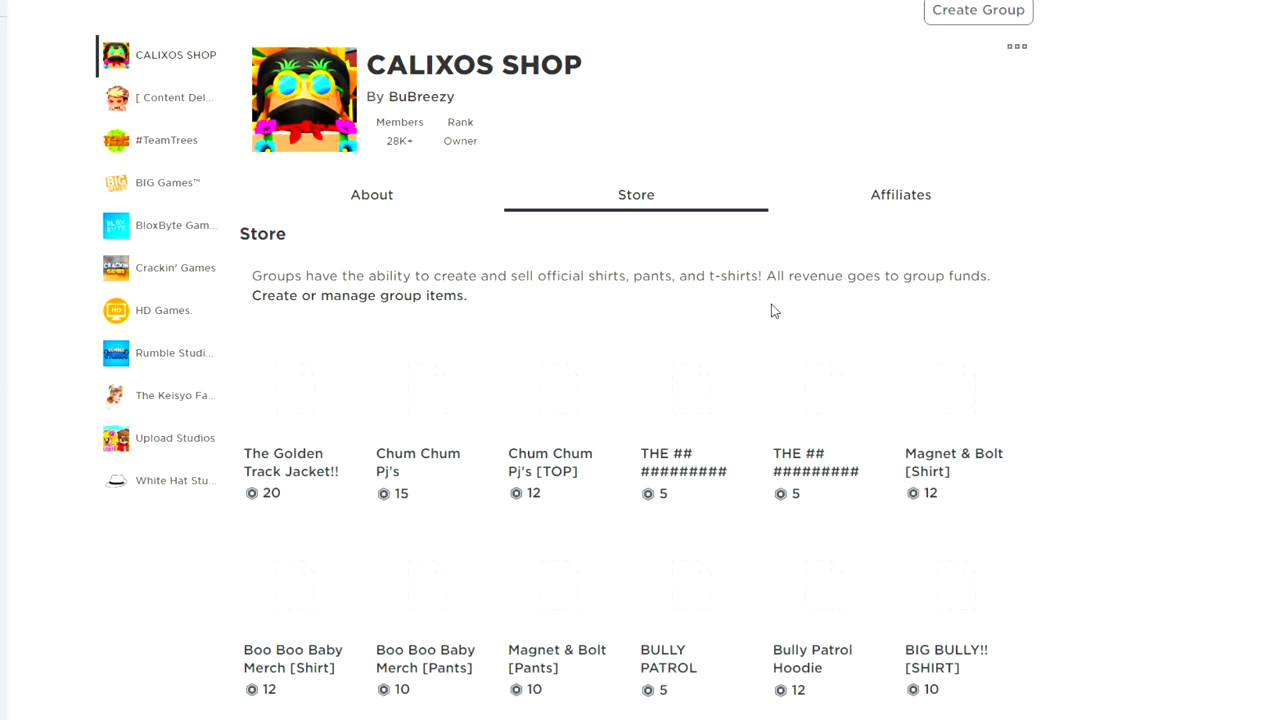 Create Group
CALIXOS SHOP
[ Content Del...
#TeamTrees
BIG Games™
BloxByte Gam...
Crackin' Games
HD Games.
Rumble Studi...
The Keisyo Fa...
Upload Studios
White Hat Stu...
CALIXOS SHOP
By BuBreezy
Members Rank
28K+ Owner
About Store Affiliates
Store
Groups have the ability to create and sell official shirts, pants, and t-shirts! All revenue goes to group funds.
Create or manage group items.
The Golden
Track Jacket!!
20
Chum Chum
Pj's
15
Chum Chum
Pj's [TOP]
12
THE ##
#########
5
THE ##
#########
5
Magnet & Bolt
[Shirt]
12
Boo Boo Baby
Merch [Shirt]
12
Boo Boo Baby
Merch [Pants]
10
Magnet & Bolt
[Pants]
10
BULLY
PATROL
5
Bully Patrol
Hoodie
12
BIG BULLY!!
[SHIRT]
10